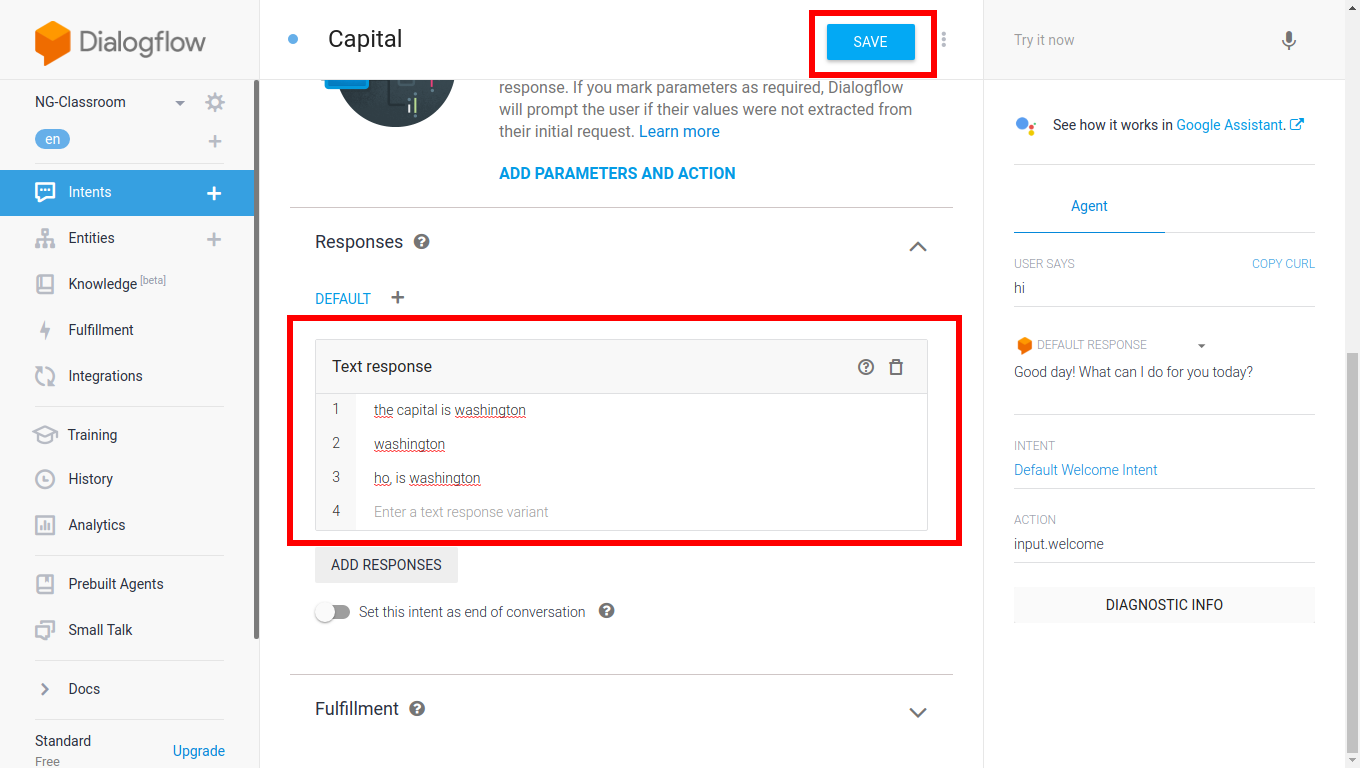 Dialogflow
NG-Classroom
en
Intents
Entities
Knowledge [beta]
Fulfillment
Integrations
Training
History
Analytics
Prebuilt Agents
Small Talk
Docs
Standard
Free
Upgrade
Capital
SAVE
response. If you mark parameters as required, Dialogflow
will prompt the user if their values were not extracted from
their initial request. Learn more
ADD PARAMETERS AND ACTION
Responses
DEFAULT
Text response
1 the capital is washington
2 washington
3 ho, is washington
4 Enter a text response variant
ADD RESPONSES
Set this intent as end of conversation
Fulfillment
Try it now
See how it works in Google Assistant.
Agent
USER SAYS COPY CURL
hi
DEFAULT RESPONSE
Good day! What can I do for you today?
INTENT
Default Welcome Intent
ACTION
input.welcome
DIAGNOSTIC INFO